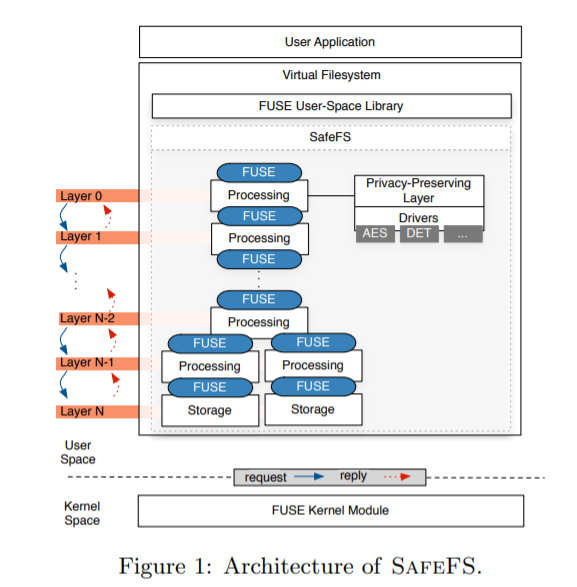 User Application
Virtual Filesystem
FUSE User-Space Library
SafeFS
FUSE
Layer 0
Processing
Privacy-Preserving
Layer
Drivers
AES DET ...
FUSE
Layer 1
Processing
FUSE
FUSE
Layer N-2
Processing
FUSE FUSE
Layer N-1
Processing Processing
FUSE FUSE
Layer N
Storage Storage
User
Space
request reply
Kernel
Space
FUSE Kernel Module
Figure 1: Architecture of SAFEFS.